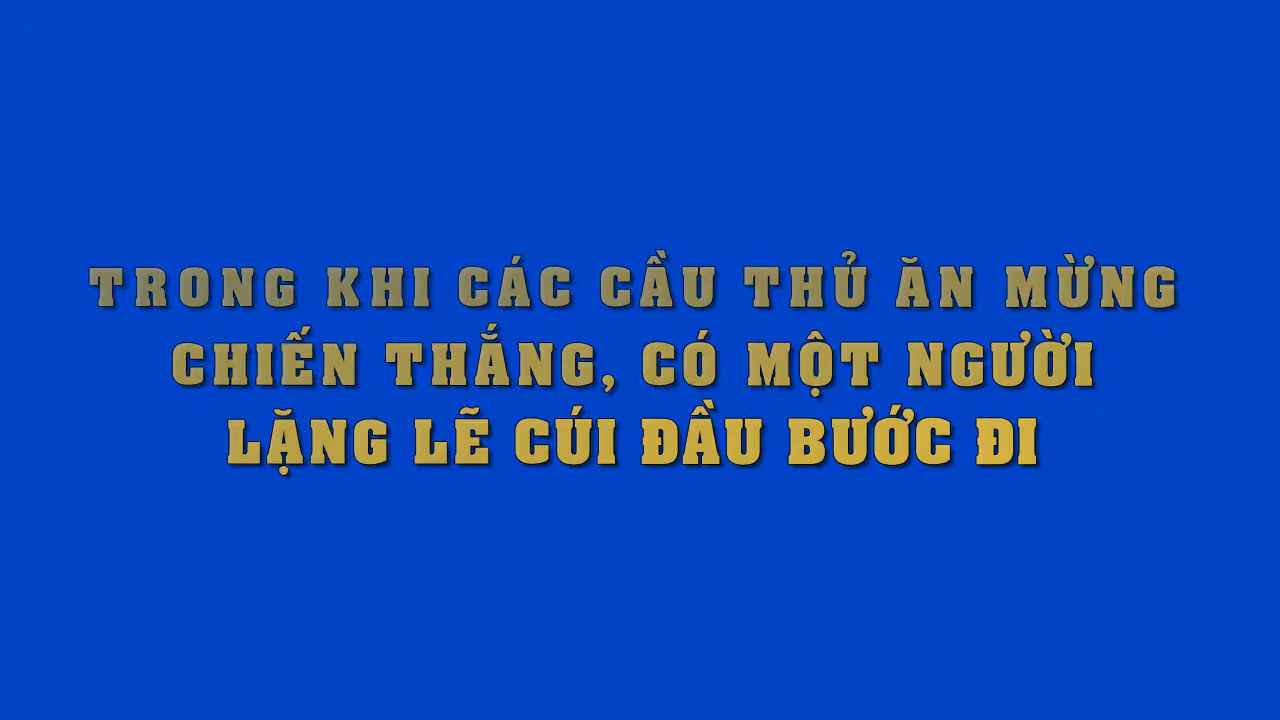 TRONG KHI CÁC CẦU THỦ ĂN MỪNG
CHIẾN THẮNG, CÓ MỘT NGƯỜI
LẶNG LẼ CÚI ĐẦU BƯỚC ĐI